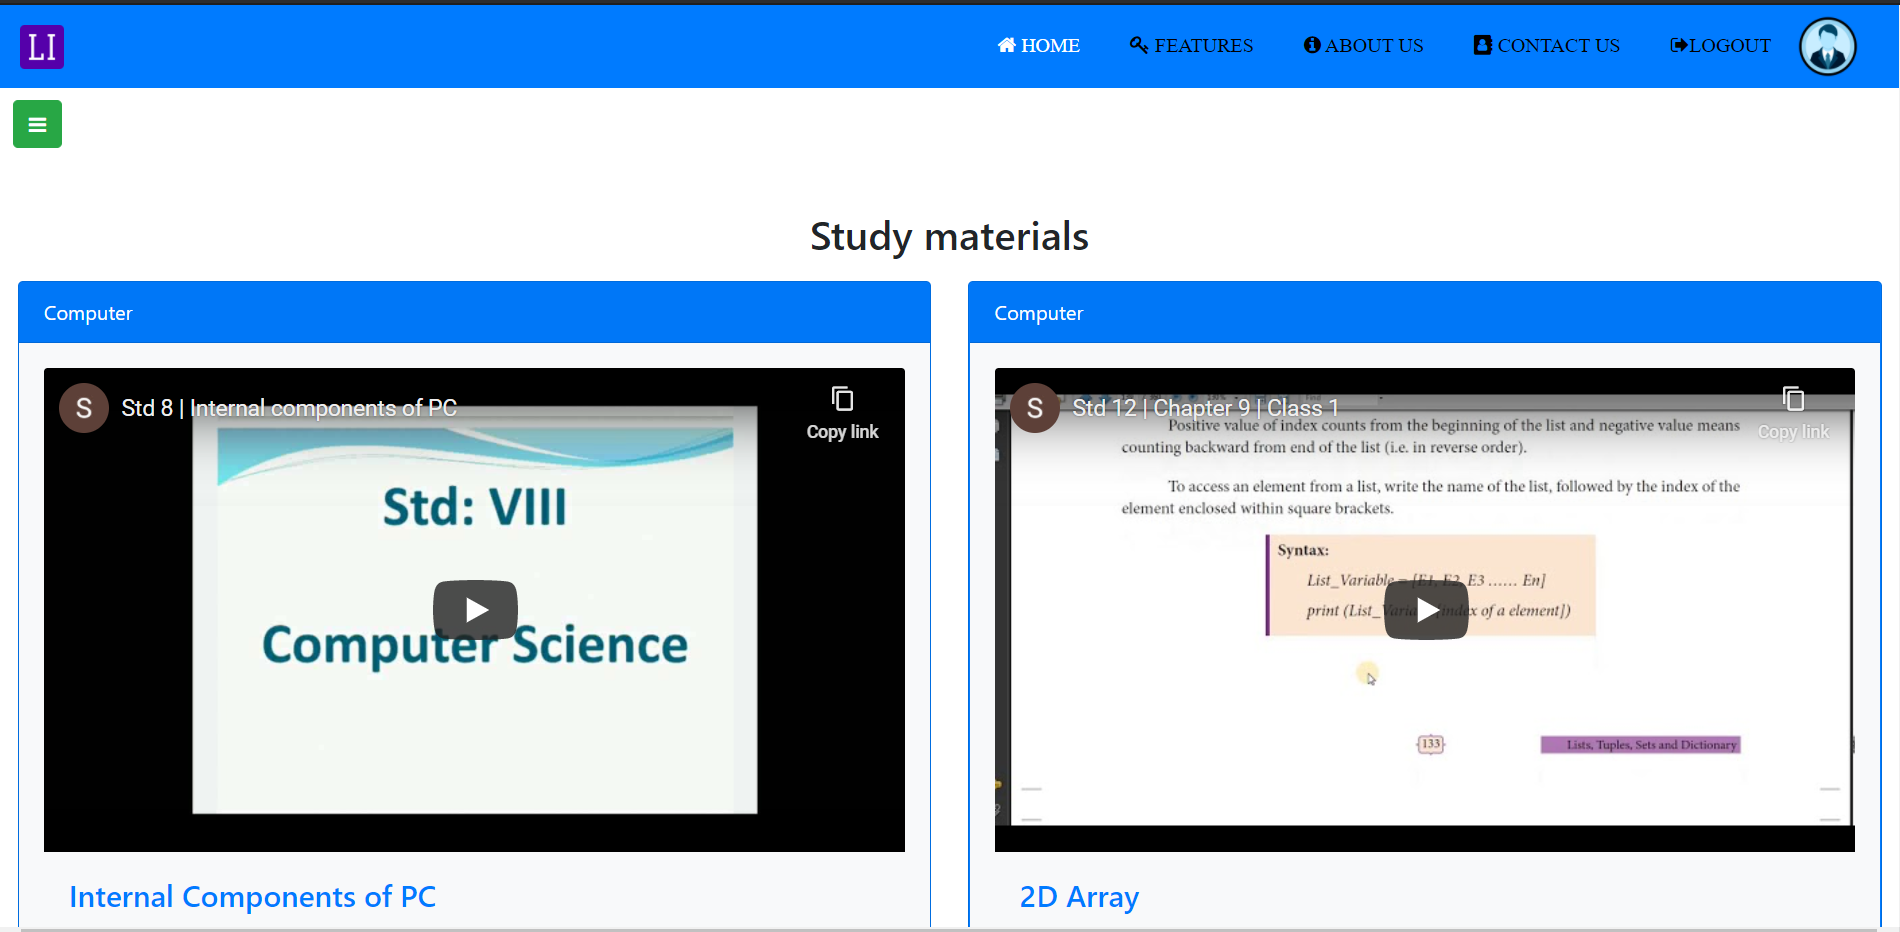 LI
HOME
FEATURES
ABOUT US
CONTACT US
LOGOUT
Study materials
Computer
S
Std 8 | Internal components of PC
Copy link
Std: VIII
Computer Science
Internal Components of PC
Computer
S
Std 12 | Chapter 9 | Class 1
Copy link
Positive value of index counts from the beginning of the list and negative value means
counting backward from end of the list (i.e. in reverse order).
To access an element from a list, write the name of the list, followed by the index of the
element enclosed within square brackets.
Syntax:
List_Variable = [E1, E2, E3 ...... En]
print (List_ index of a element])
133
Lists, Tuples, Sets and Dictionary
2D Array